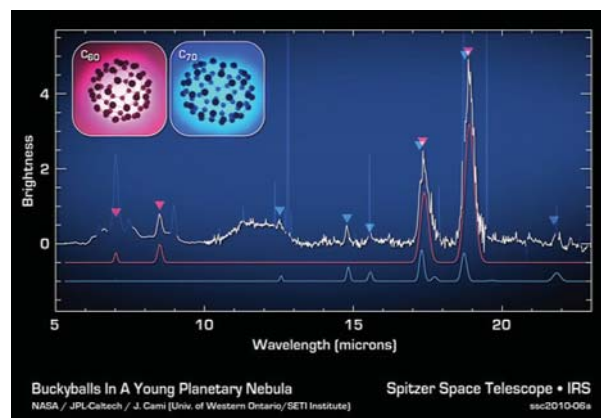 C60
C70
4
2
0
Brightness
5
10
15
20
Wavelength (microns)
Buckyballs In A Young Planetary Nebula
Spitzer Space Telescope • IRS
NASA / JPL-Caltech / J. Cami (Univ. of Western Ontario/SETI Institute)
ssc2010-06a